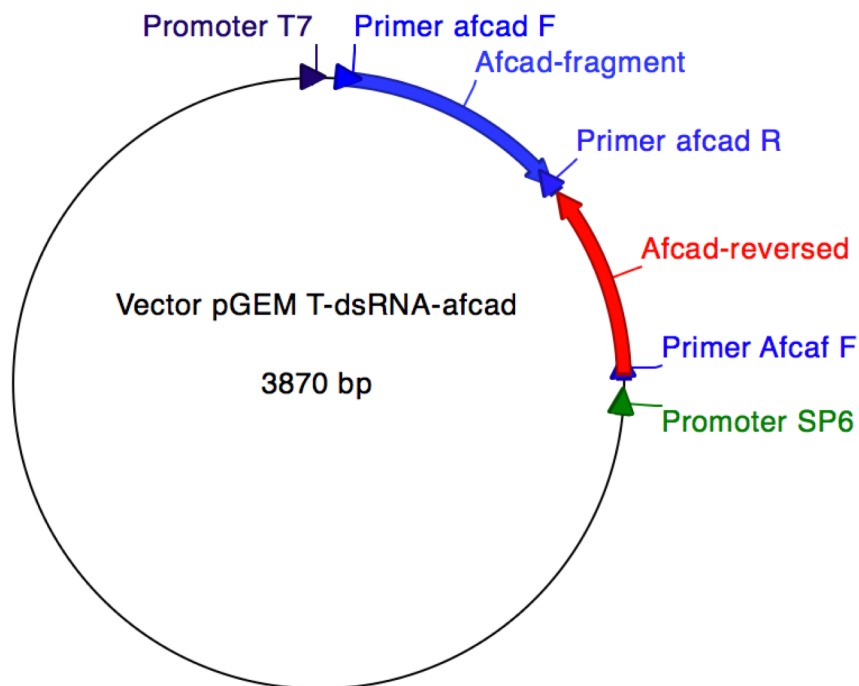 Promoter T7
Primer afcad F
Afcad-fragment
Primer afcad R
Afcad-reversed
Vector pGEM T-dsRNA-afcad
3870 bp
Primer Afcaf F
Promoter SP6